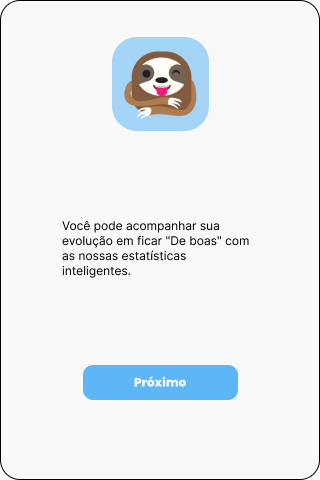 Você pode acompanhar sua
evolução em ficar "De boas" com
as nossas estatísticas
inteligentes.
Próximo